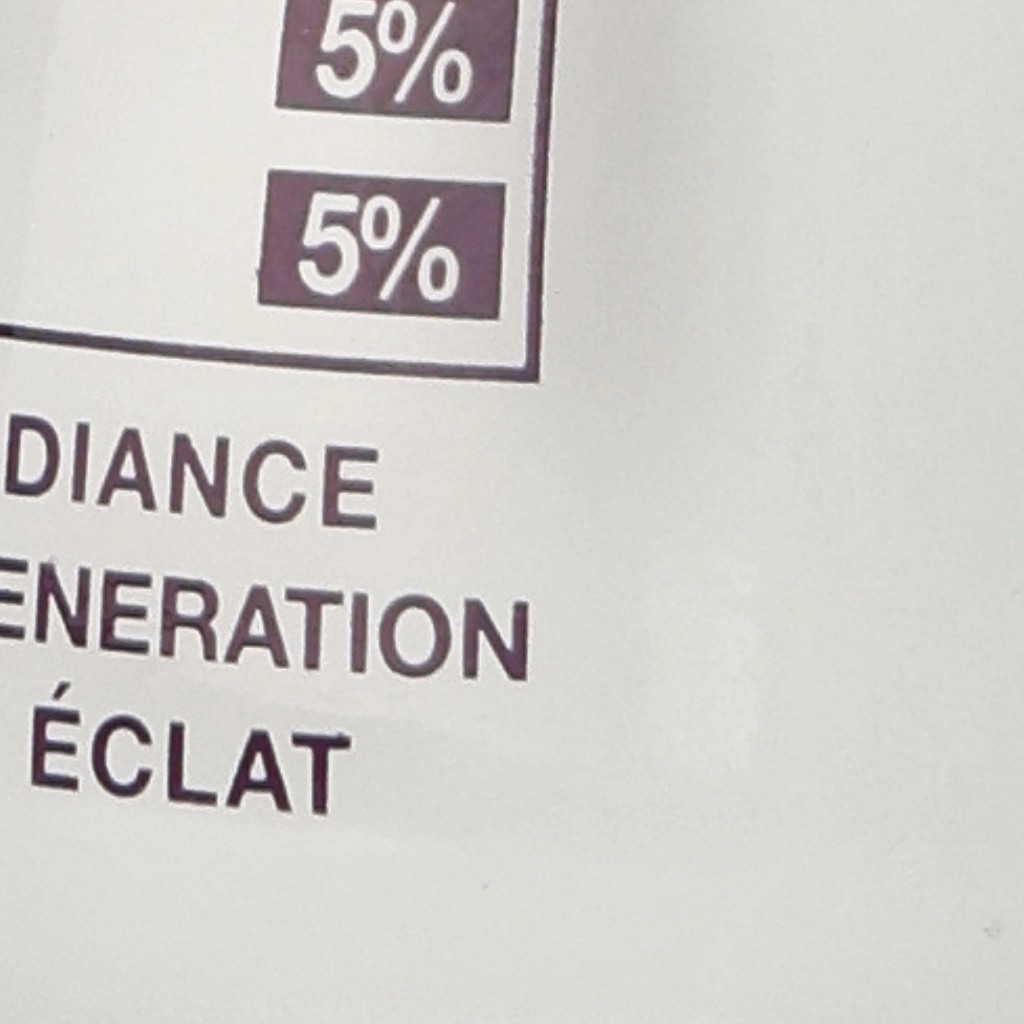 5%
5%
DIANCE
ENERATION
ÉCLAT